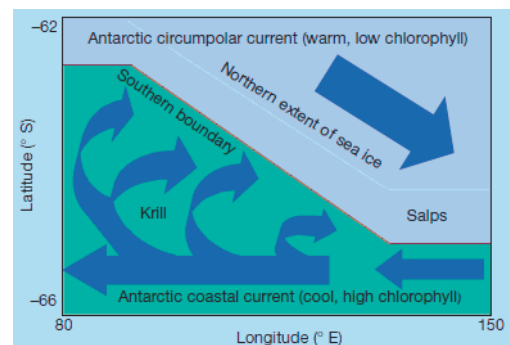 −62
Antarctic circumpolar current (warm, low chlorophyll)
Northern extent of sea ice
Southern boundary
Latitude (° S)
Krill
Salps
Antarctic coastal current (cool, high chlorophyll)
−66
80
150
Longitude (° E)